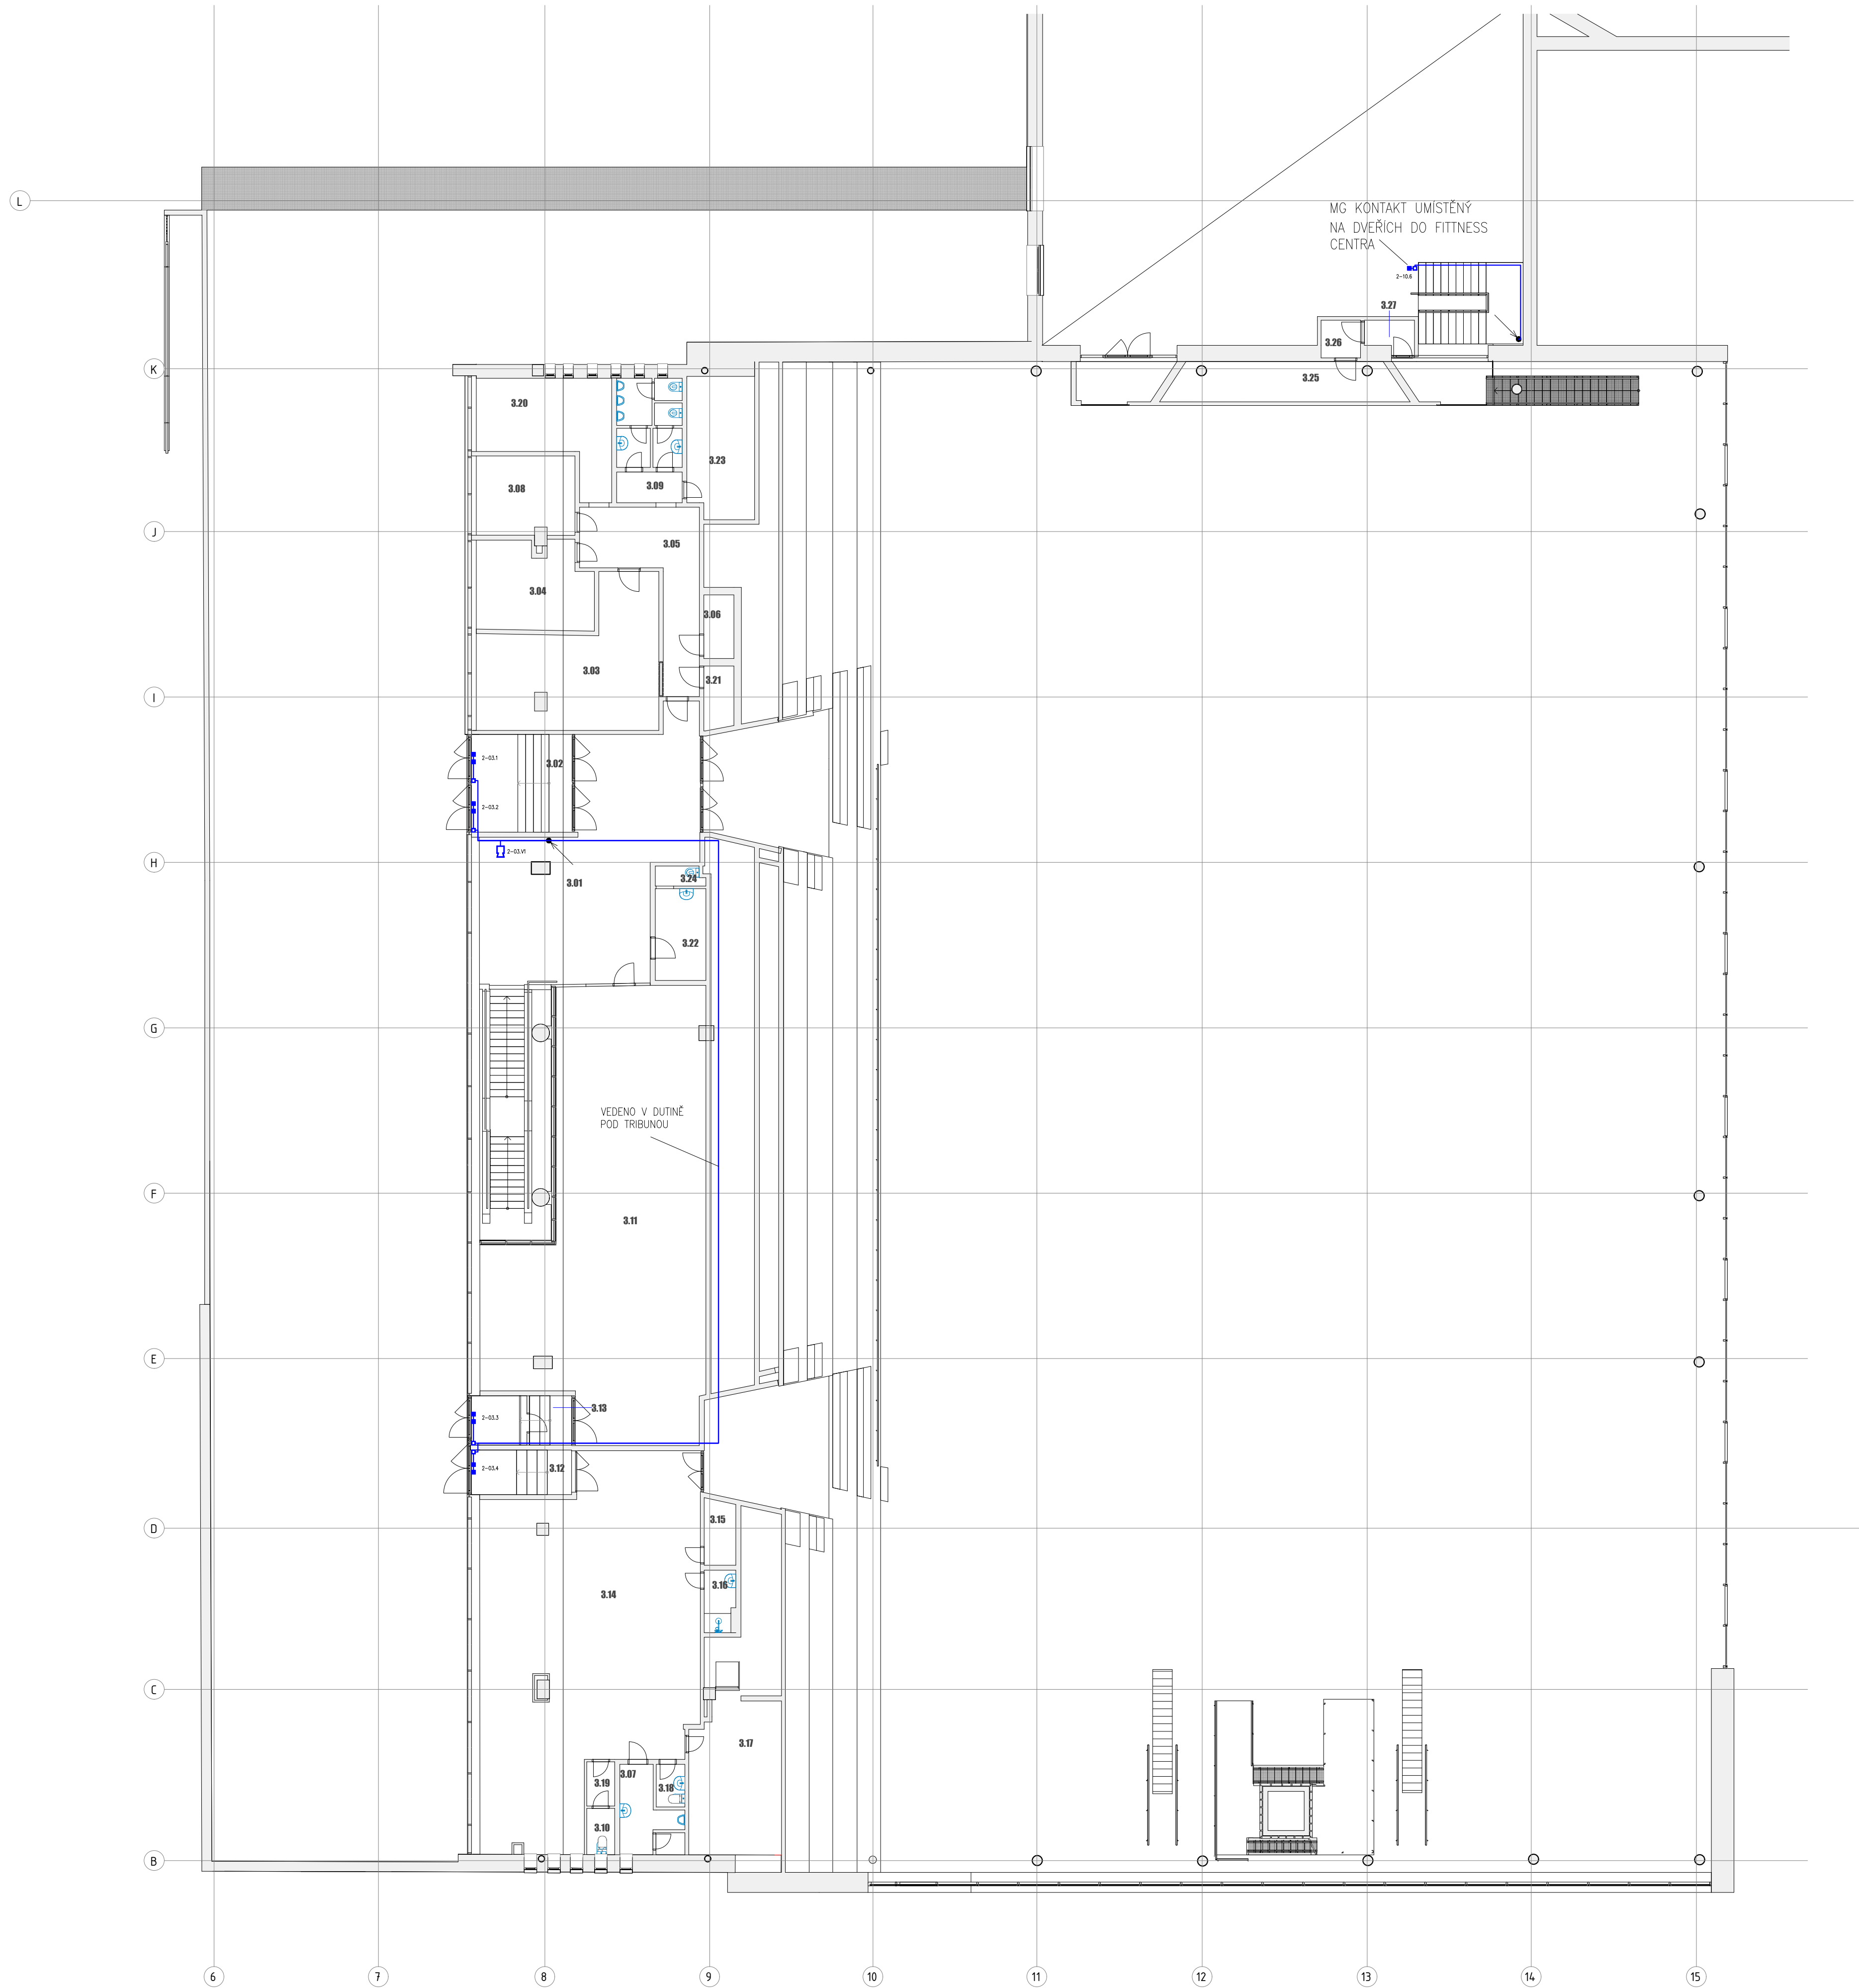 L
MG KONTAKT UMÍSTĚNÝ
NA DVEŘÍCH DO FITTNESS
CENTRA
2-10.6
3.27
3.26
K
3.25
3.20
3.23
3.09
3.08
J
3.05
3.04
3.06
3.03
3.21
I
2-03.1
3.02
2-03.2
2-03.V1
H
3.01
3.24
3.22
G
VEDENO V DUTINĚ
POD TRIBUNOU
F
3.11
E
3.13
2-03.3
2-03.4
3.12
D
3.15
3.16
3.14
C
3.17
3.07
3.19
3.18
3.10
B
6 7 8 9 10 11 12 13 14 15